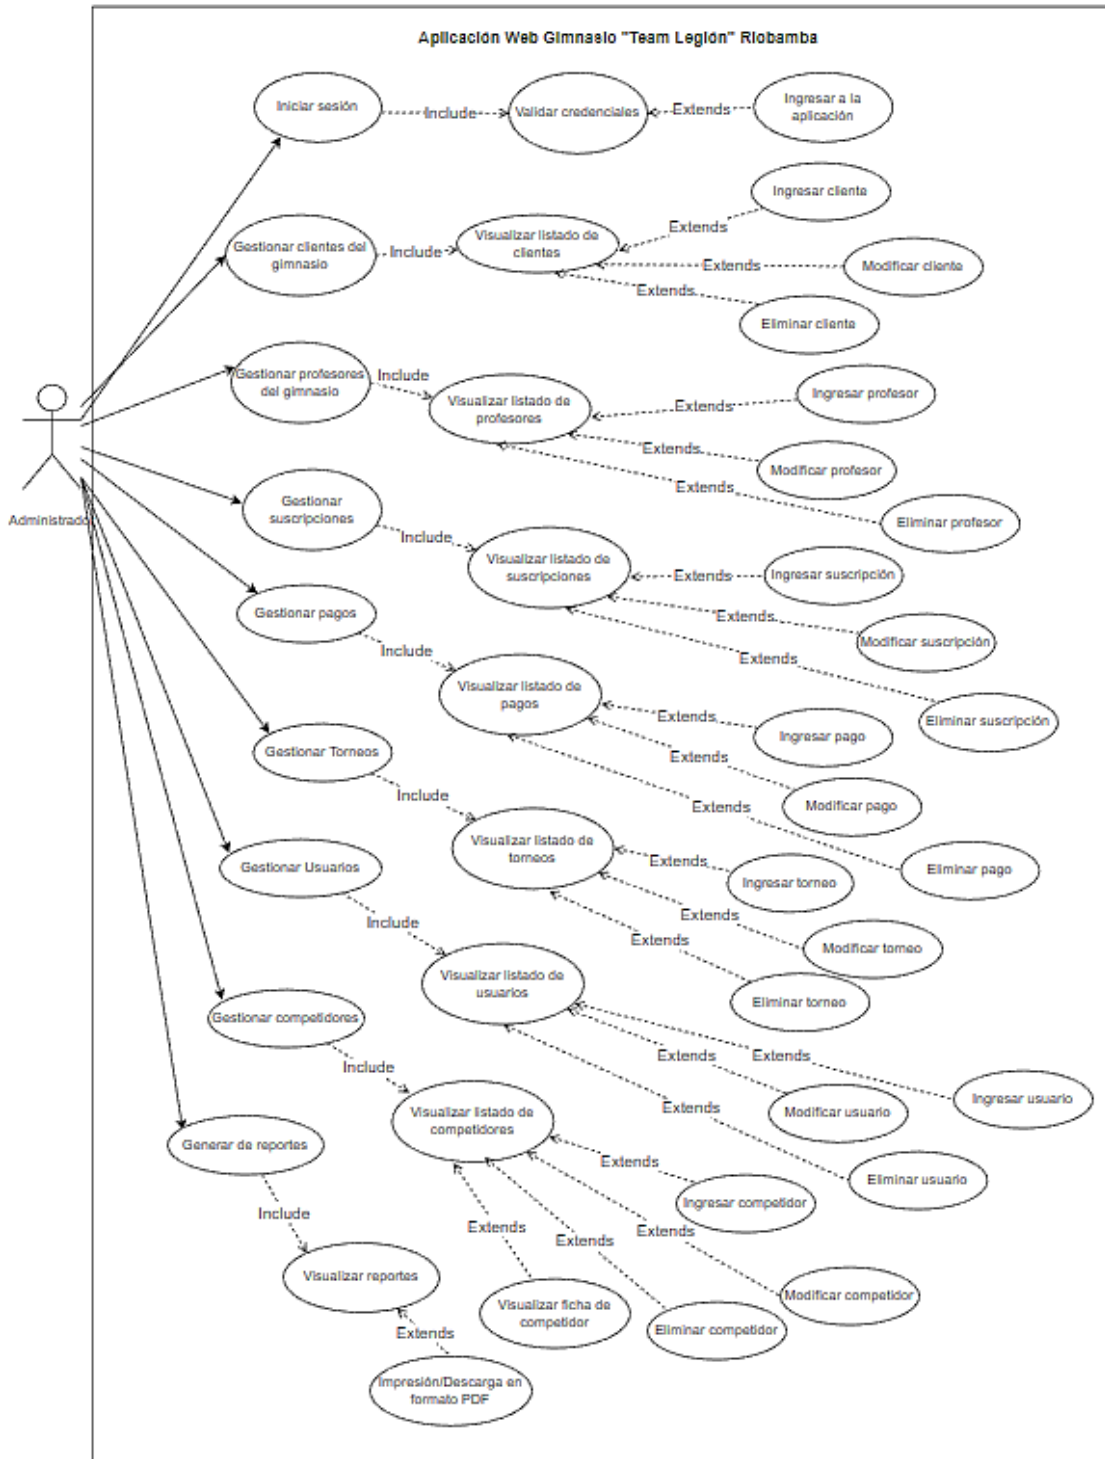 Aplicación Web Gimnasio "Team Legión" Riobamba
Iniciar sesión
Include
Validar credenciales
Extends
Ingresar a la
aplicación
Gestionar clientes del
gimnasio
Include
Visualizar listado de
clientes
Extends
Ingresar cliente
Extends
Modificar cliente
Extends
Eliminar cliente
Gestionar profesores
del gimnasio
Include
Visualizar listado de
profesores
Extends
Ingresar profesor
Extends
Modificar profesor
Extends
Eliminar profesor
Administrado
Gestionar
suscripciones
Include
Visualizar listado de
suscripciones
Extends
Ingresar suscripción
Extends
Modificar suscripción
Extends
Eliminar suscripción
Gestionar pagos
Include
Visualizar listado de
pagos
Extends
Ingresar pago
Extends
Modificar pago
Extends
Eliminar pago
Gestionar Torneos
Include
Visualizar listado de
torneos
Extends
Ingresar torneo
Extends
Modificar torneo
Extends
Eliminar torneo
Gestionar Usuarios
Include
Visualizar listado de
usuarios
Extends
Ingresar usuario
Extends
Modificar usuario
Extends
Eliminar usuario
Gestionar competidores
Include
Visualizar listado de
competidores
Extends
Ingresar competidor
Extends
Modificar competidor
Extends
Eliminar competidor
Extends
Visualizar ficha de
competidor
Generar de reportes
Include
Visualizar reportes
Extends
Impresión/Descarga en
formato PDF